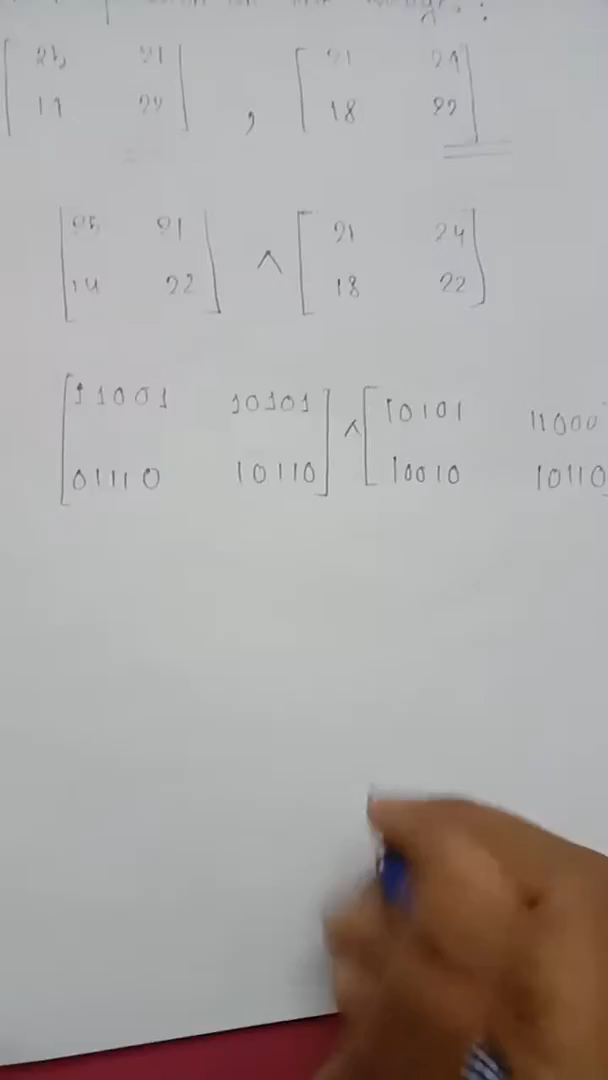 25 21 , 21 24
14 22 18 22
25 21 ∧ 21 24
14 22 18 22
11001 10101 ∧ 10101 11000
01110 10110 10010 10110